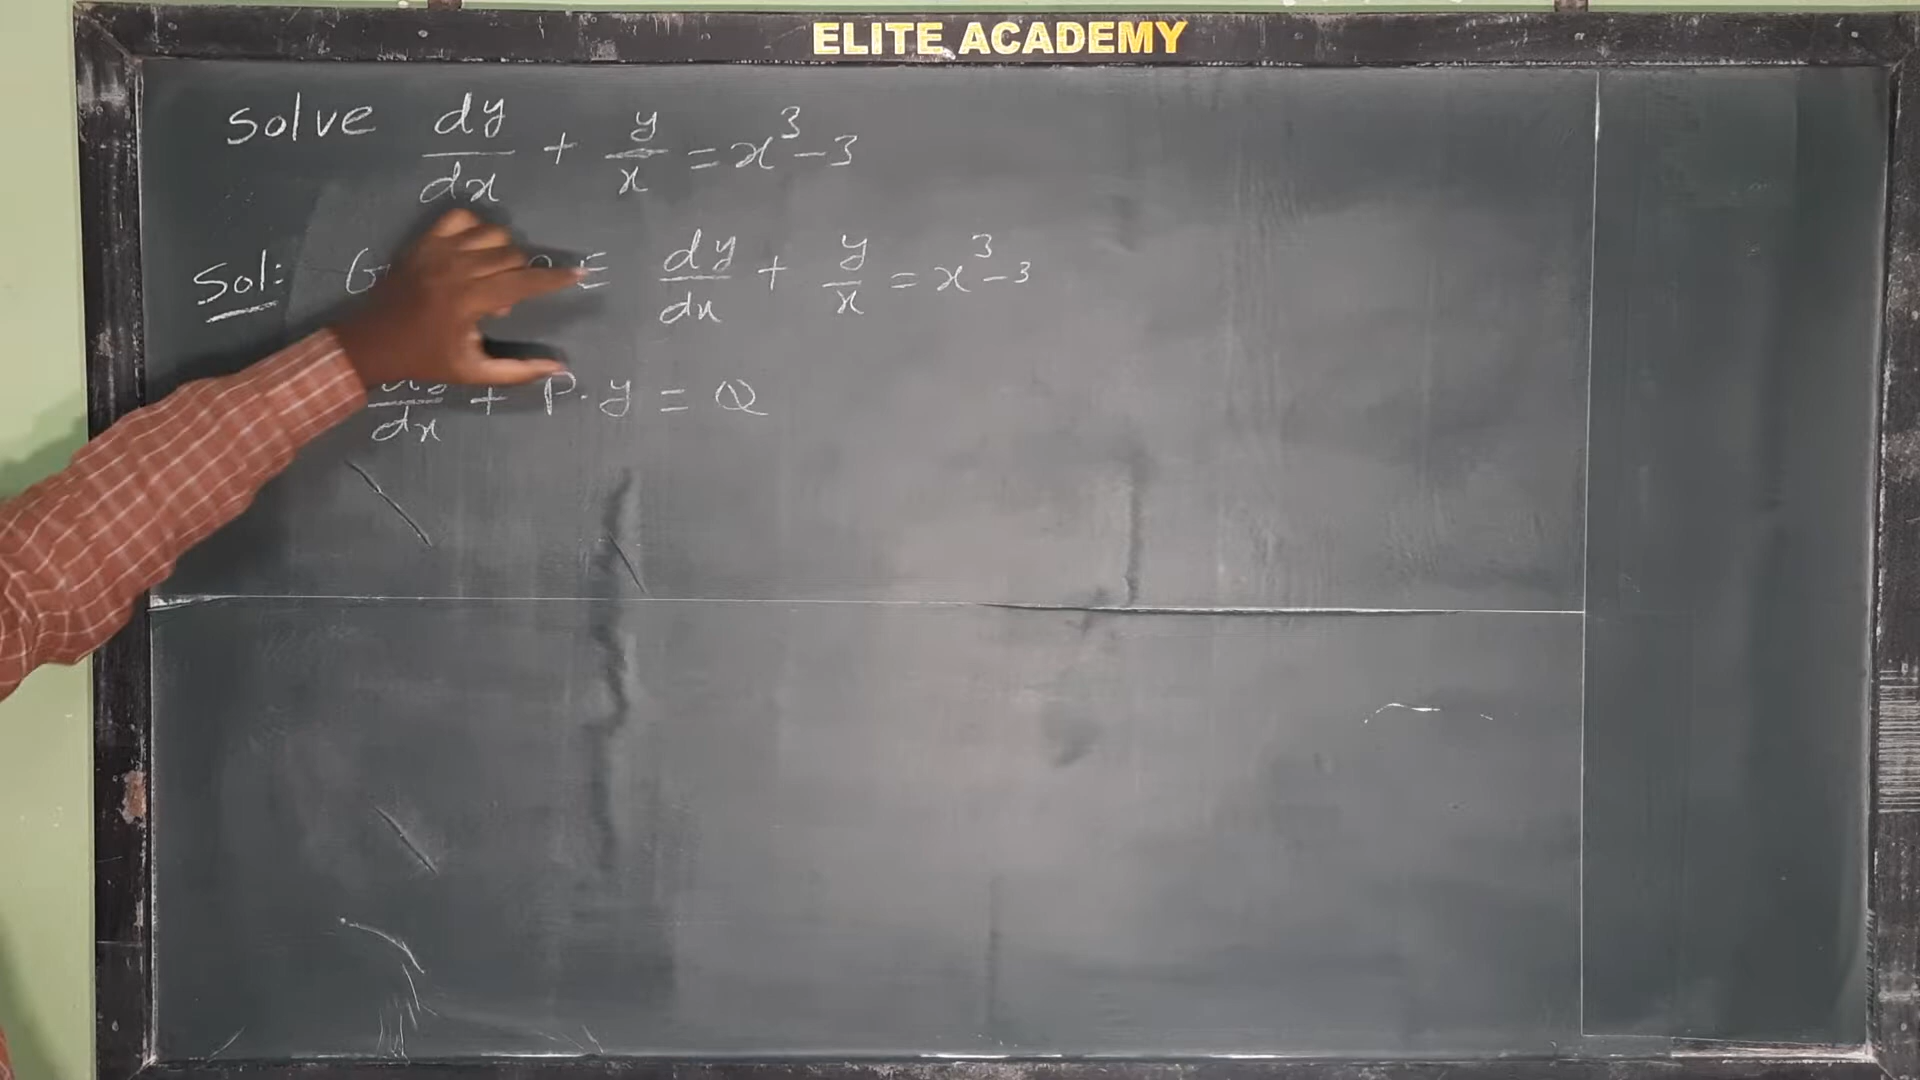 ELITE ACADEMY
Solve dy/dx + y/x = x³-3
Sol: dy/dx + y/x = x³-3
dy/dx + P.y = Q